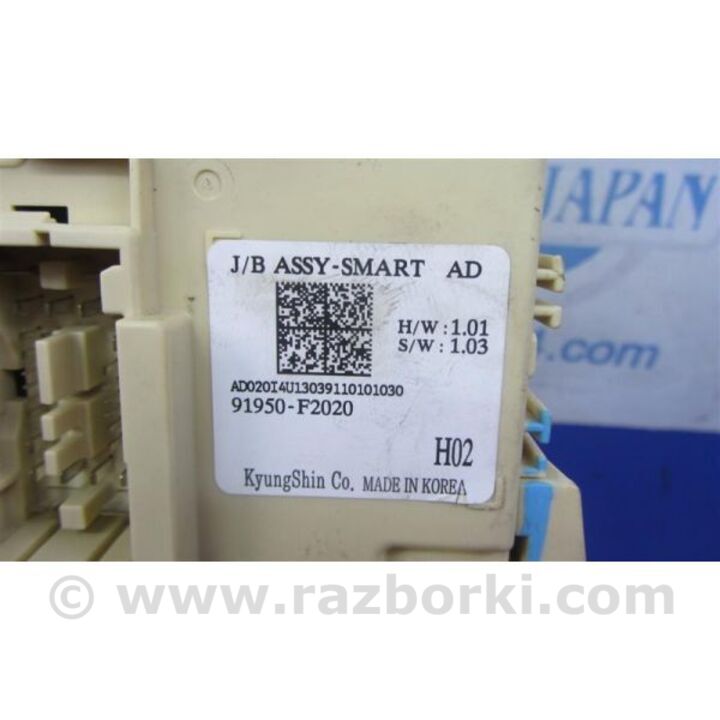 JAPAN
J/B ASSY-SMART AD
H/W : 1.01
S/W : 1.03
AD020I4U13039110101030
91950-F2020
H02
KyungShin Co. MADE IN KOREA
© www.razborki.com